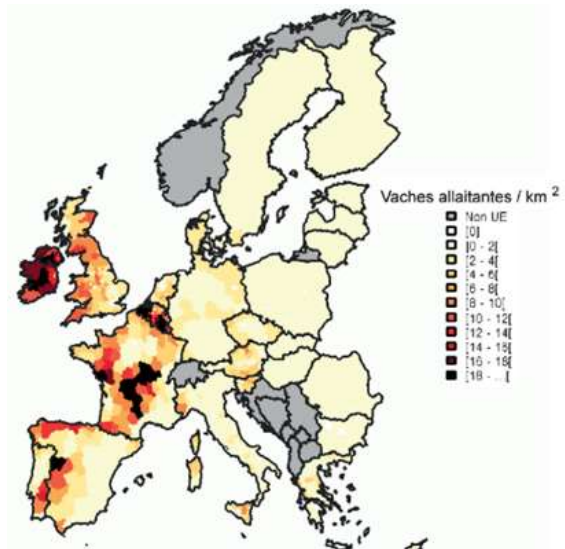 Vaches allaitantes / km 2
Non UE
[0]
]0 - 2[
[2 - 4[
[4 - 6[
[6 - 8[
[8 - 10[
[10 - 12[
[12 - 14[
[14 - 16[
[16 - 18[
[18 - ...[